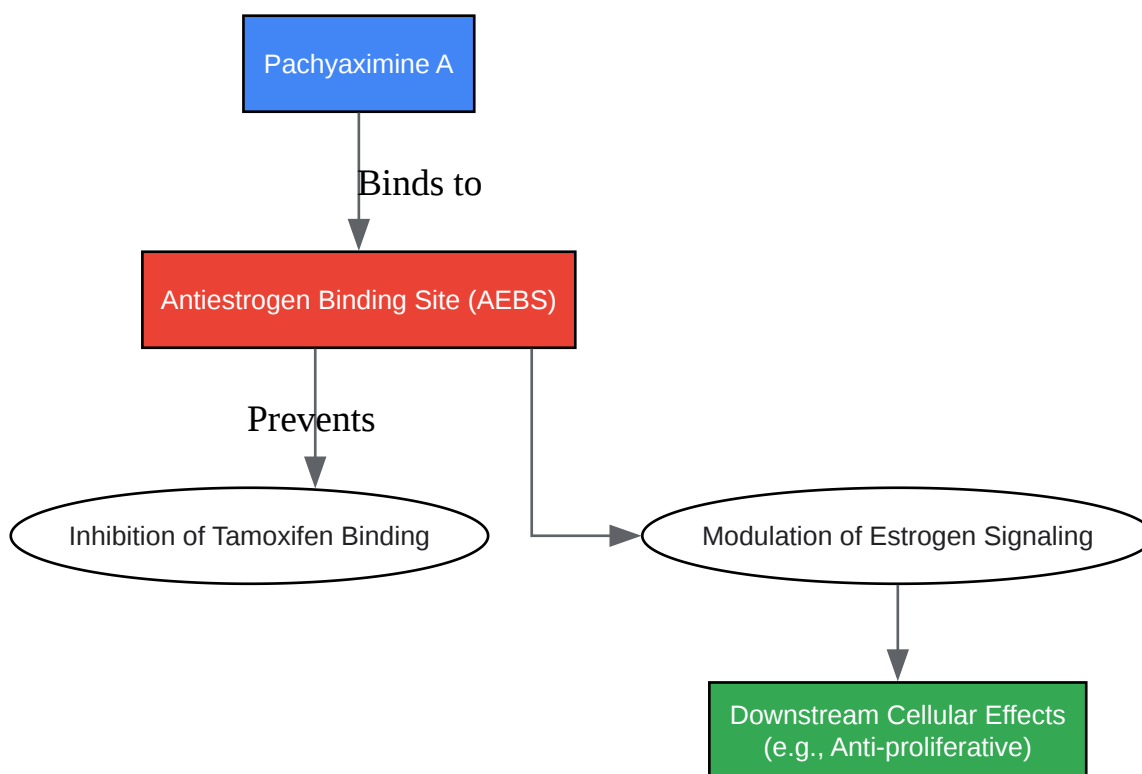 Pachyaximine A
Binds to
Antiestrogen Binding Site (AEBS)
Prevents
Inhibition of Tamoxifen Binding
Modulation of Estrogen Signaling
Downstream Cellular Effects
(e.g., Anti-proliferative)